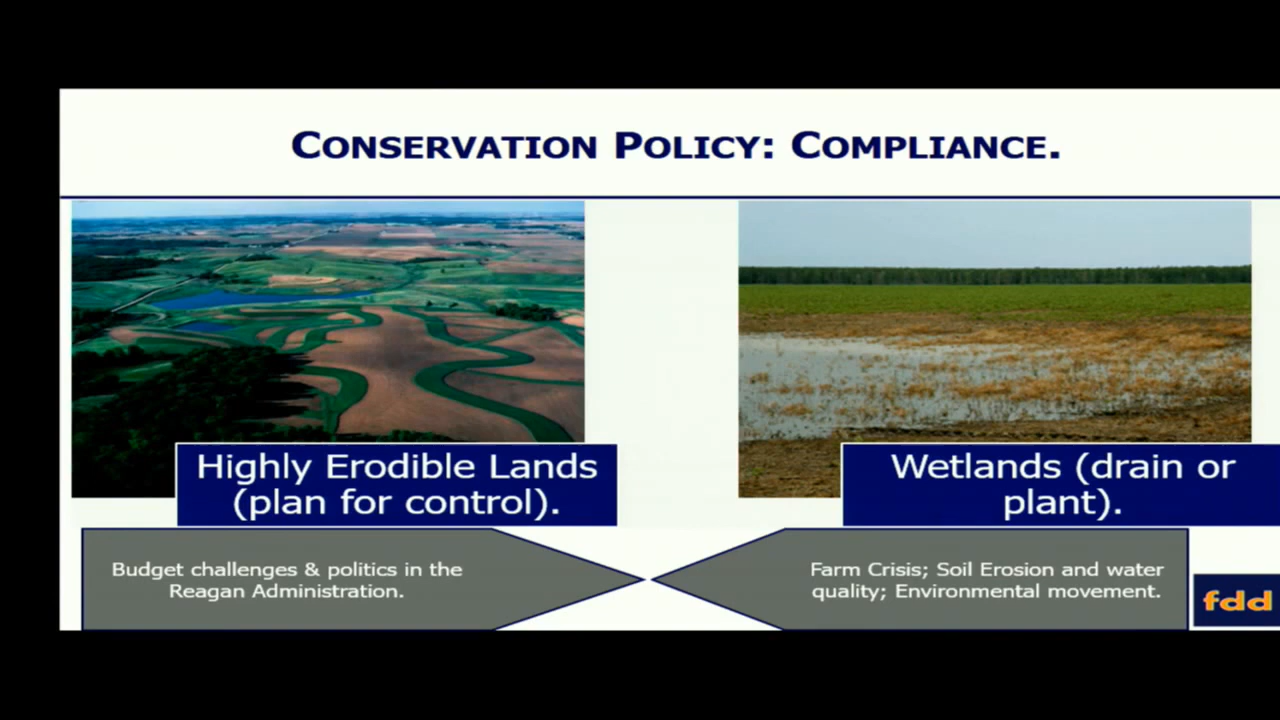 CONSERVATION POLICY: COMPLIANCE.
Highly Erodible Lands
(plan for control).
Wetlands (drain or
plant).
Budget challenges & politics in the
Reagan Administration.
Farm Crisis; Soil Erosion and water
quality; Environmental movement.
fdd